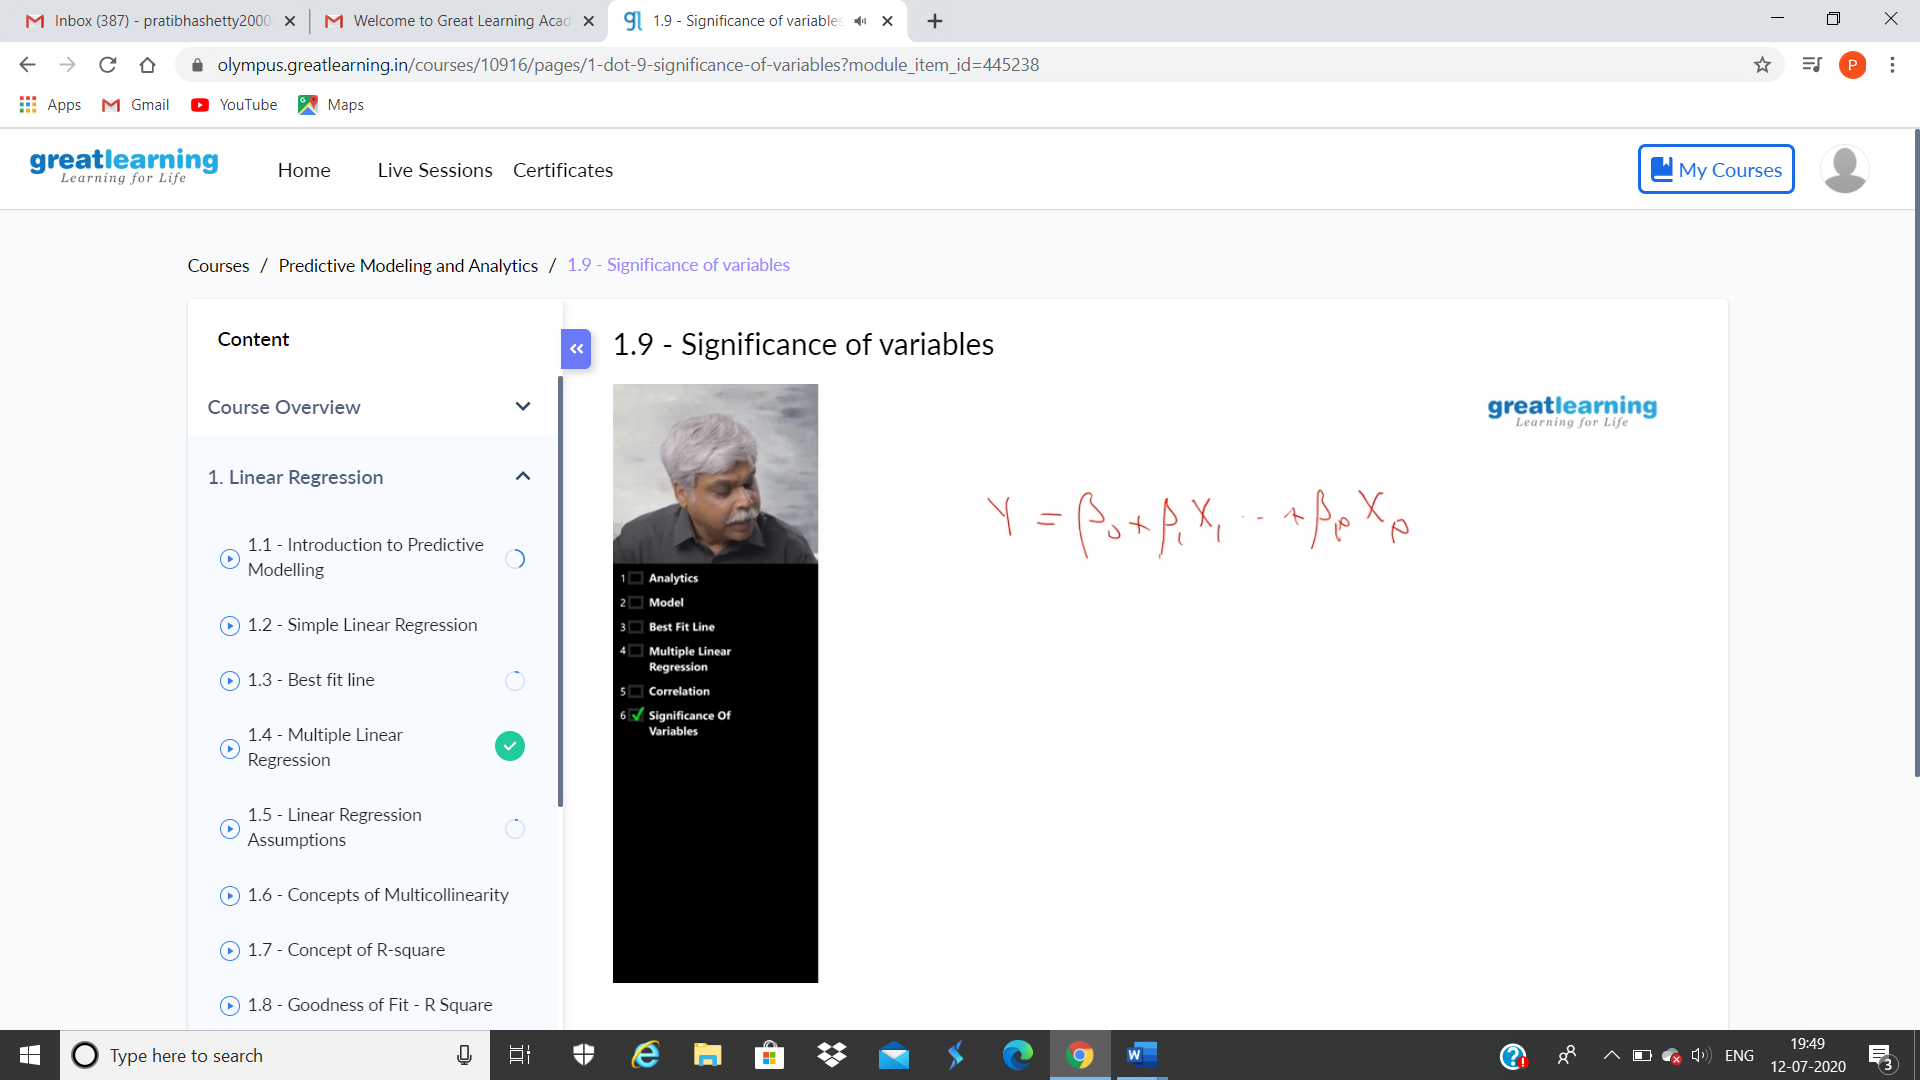 Inbox (387) - pratibhashetty2000
Welcome to Great Learning Acad
1.9 - Significance of variables
olympus.greatlearning.in/courses/10916/pages/1-dot-9-significance-of-variables?module_item_id=445238
P
Apps
Gmail
YouTube
Maps
greatlearning
Learning for Life
Home
Live Sessions
Certificates
My Courses
Courses / Predictive Modeling and Analytics / 1.9 - Significance of variables
Content
Course Overview
1. Linear Regression
1.1 - Introduction to Predictive
Modelling
1.2 - Simple Linear Regression
1.3 - Best fit line
1.4 - Multiple Linear
Regression
1.5 - Linear Regression
Assumptions
1.6 - Concepts of Multicollinearity
1.7 - Concept of R-square
1.8 - Goodness of Fit - R Square
1.9 - Significance of variables
1 Analytics
2 Model
3 Best Fit Line
4 Multiple Linear
Regression
5 Correlation
6 Significance Of
Variables
greatlearning
Learning for Life
Y = β₀ + β₁X₁ ... + βₚXₚ
Type here to search
ENG
19:49
12-07-2020
3